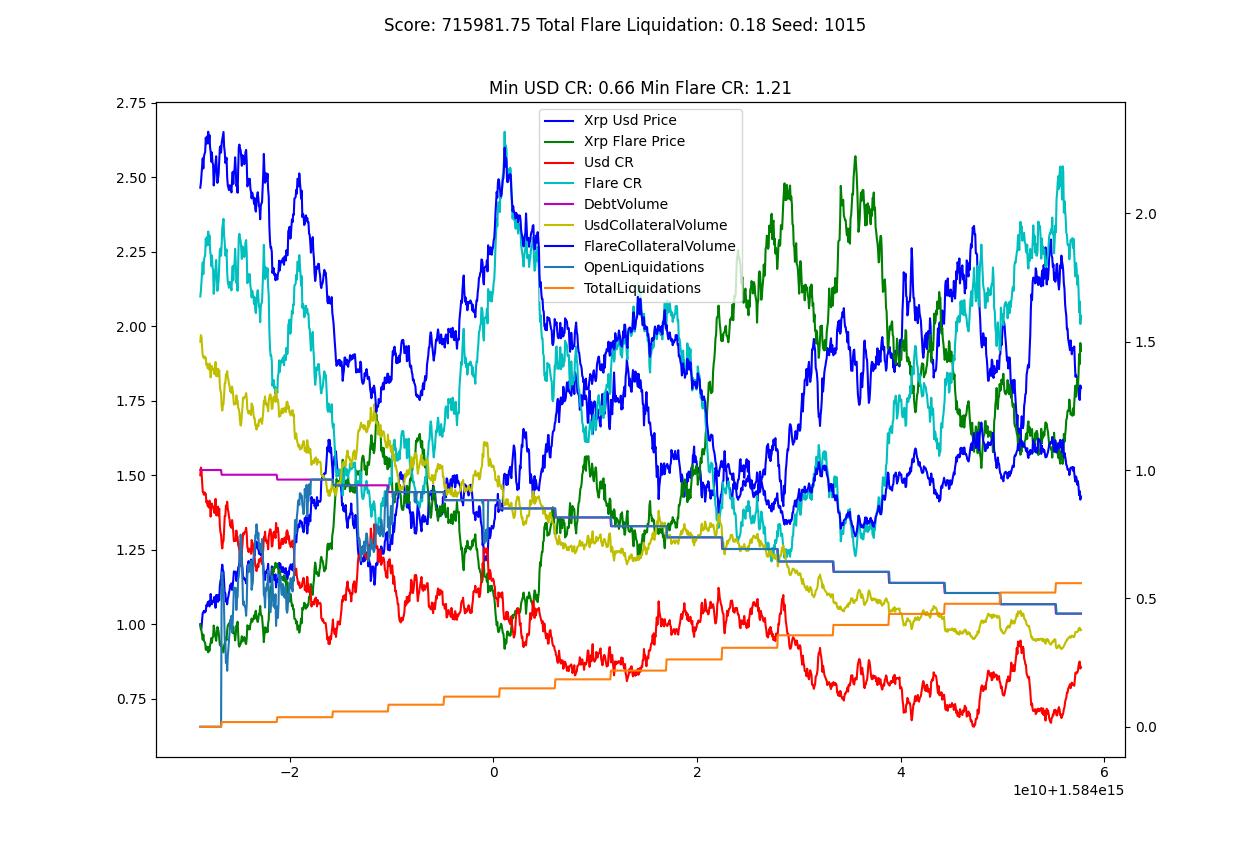 Score: 715981.75 Total Flare Liquidation: 0.18 Seed: 1015
Min USD CR: 0.66 Min Flare CR: 1.21
2.75
2.50
2.25
2.00
1.75
1.50
1.25
1.00
0.75
Xrp Usd Price
Xrp Flare Price
Usd CR
Flare CR
DebtVolume
UsdCollateralVolume
FlareCollateralVolume
OpenLiquidations
TotalLiquidations
2.0
1.5
1.0
0.5
0.0
−2 0 2 4 6
1e10+1.584e15